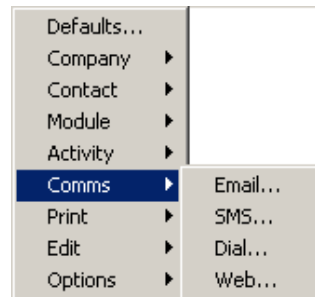 Defaults...
Company
Contact
Module
Activity
Comms
Print
Edit
Options
Email...
SMS...
Dial...
Web...